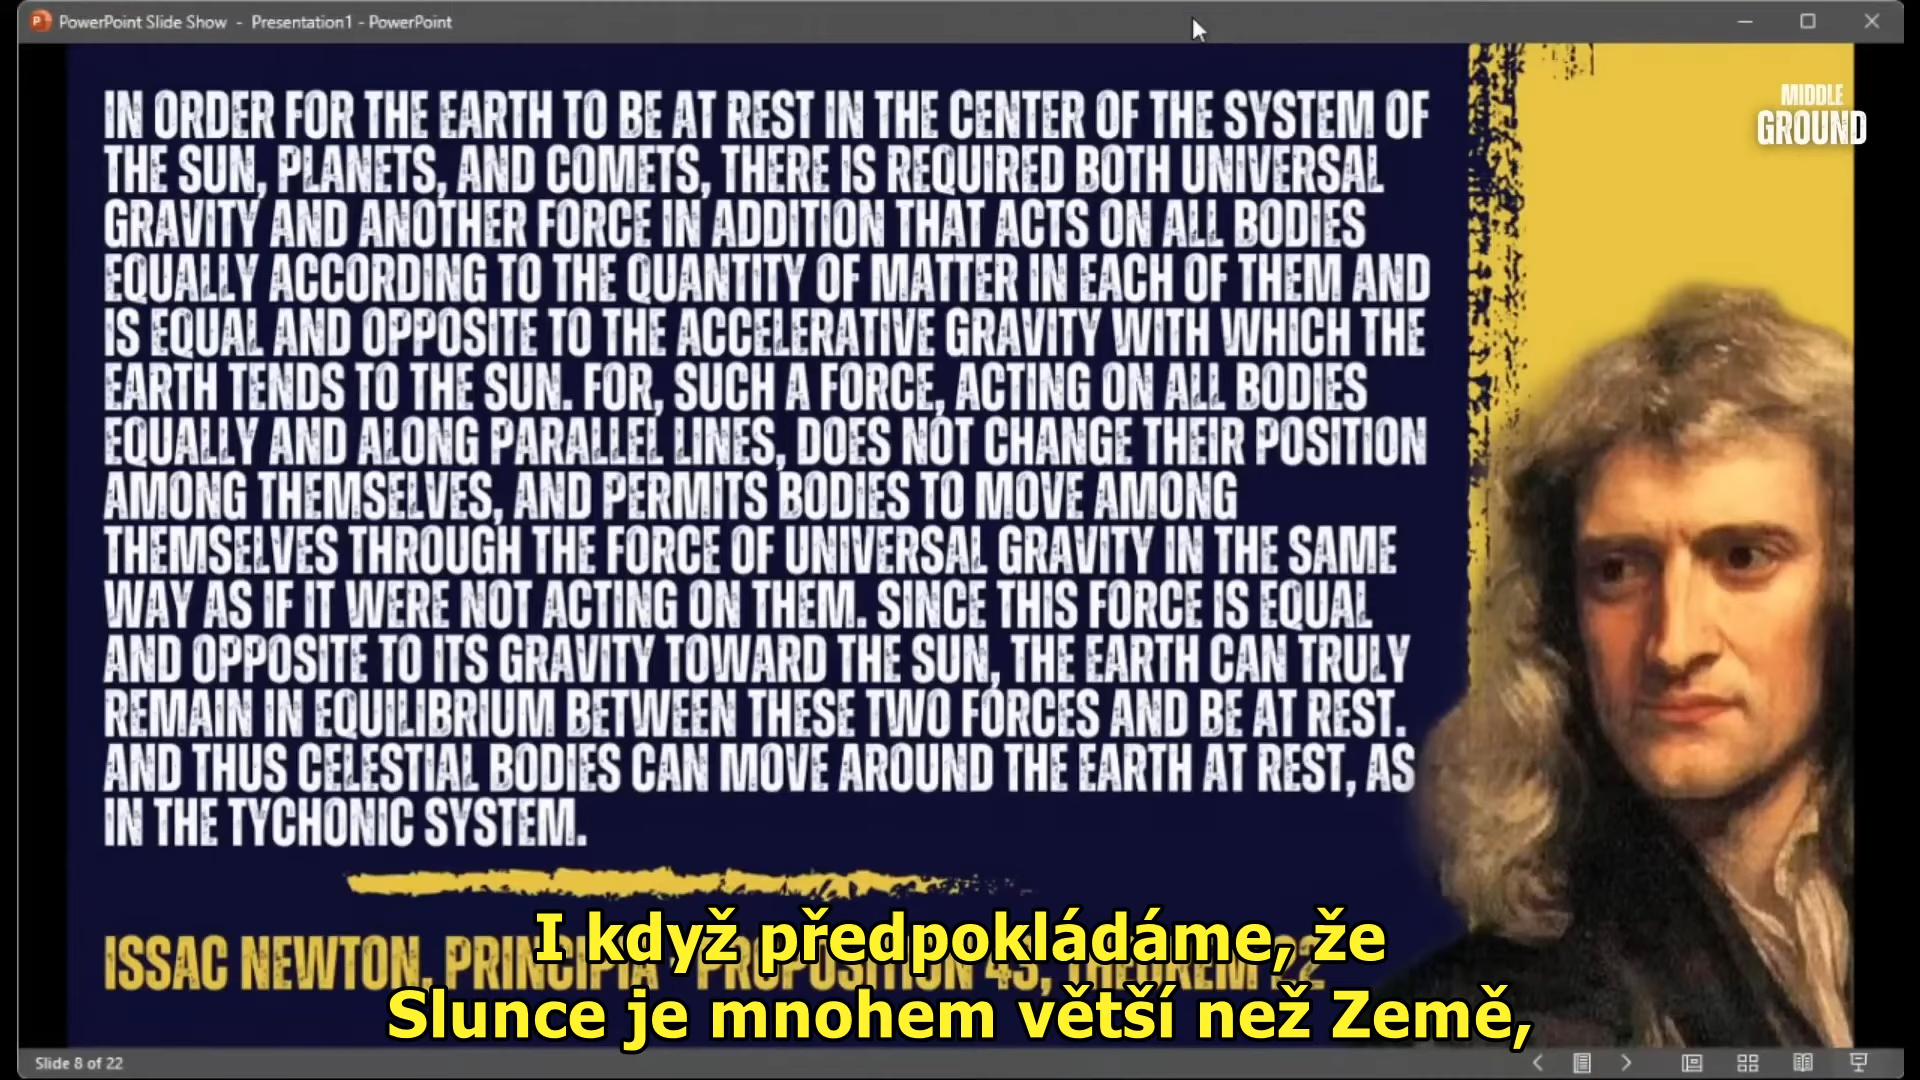 PowerPoint Slide Show - Presentation1 - PowerPoint
MIDDLE
GROUND
IN ORDER FOR THE EARTH TO BE AT REST IN THE CENTER OF THE SYSTEM OF
THE SUN, PLANETS, AND COMETS, THERE IS REQUIRED BOTH UNIVERSAL
GRAVITY AND ANOTHER FORCE IN ADDITION THAT ACTS ON ALL BODIES
EQUALLY ACCORDING TO THE QUANTITY OF MATTER IN EACH OF THEM AND
IS EQUAL AND OPPOSITE TO THE ACCELERATIVE GRAVITY WITH WHICH THE
EARTH TENDS TO THE SUN. FOR, SUCH A FORCE, ACTING ON ALL BODIES
EQUALLY AND ALONG PARALLEL LINES, DOES NOT CHANGE THEIR POSITION
AMONG THEMSELVES, AND PERMITS BODIES TO MOVE AMONG
THEMSELVES THROUGH THE FORCE OF UNIVERSAL GRAVITY IN THE SAME
WAY AS IF IT WERE NOT ACTING ON THEM. SINCE THIS FORCE IS EQUAL
AND OPPOSITE TO ITS GRAVITY TOWARD THE SUN, THE EARTH CAN TRULY
REMAIN IN EQUILIBRIUM BETWEEN THESE TWO FORCES AND BE AT REST.
AND THUS CELESTIAL BODIES CAN MOVE AROUND THE EARTH AT REST, AS
IN THE TYCHONIC SYSTEM.
ISSAC NEWTON, PRINCIPIA - PROPOSITION 43, THEOREM 22
I když předpokládáme, že
Slunce je mnohem větší než Země,
Slide 8 of 22